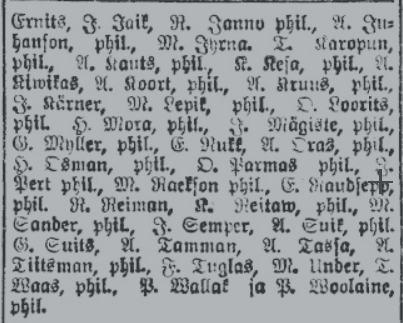 Ernits, J. Jaik, R. Janno phil., A. Ju=
hanson, phil., M. Jürna. T. Karopun,
phil., A. Kauts, phil., K. Kesa, phil., A.
Kiwikas, A. Koort, phil., A. Kruus, phil.,
J. Kärner, M. Lepik, phil., O. Loorits,
phil. H. Mora, phil., J. Mägiste, phil.,
G. Myller, phil., E. Nukk, A. Oras, phil.,
H. Osman, phil., O. Parmas phil., J.
Pert phil., M. Raekson phil., E. Raudsepp,
phil. R. Reiman, K. Reitaw, phil., M.
Sander, phil., J. Semper, A. Suik, phil.
G. Suits, A. Tamman, A. Tassa, A.
Tiitsman, phil., F. Tuglas, M. Under, T.
Waas, phil., P. Wallak ja P. Woolaine,
phil.